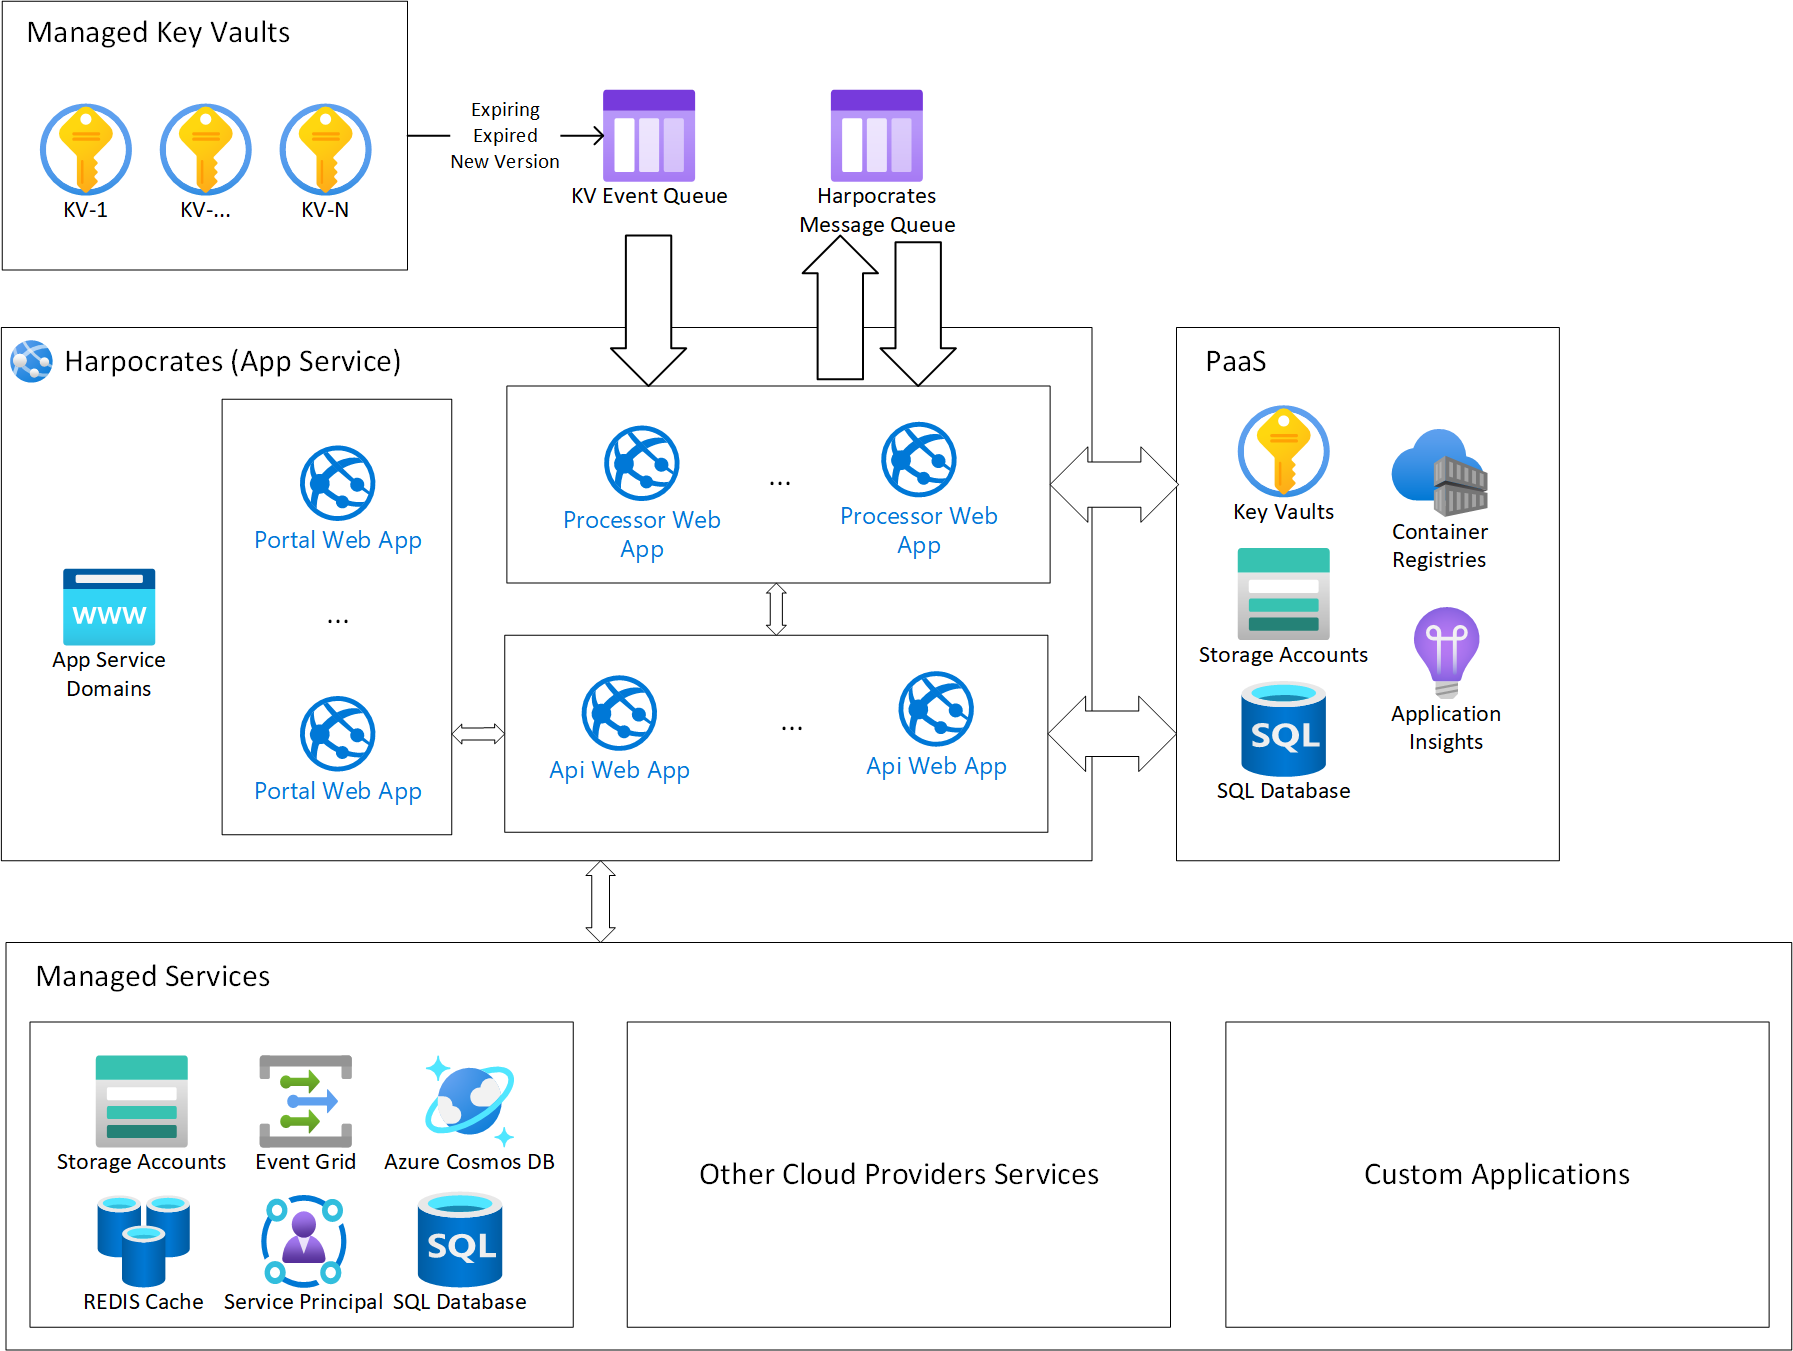 Managed Key Vaults
KV-1
KV-...
KV-N
Expiring
Expired
New Version
KV Event Queue
Harpocrates
Message Queue
Harpocrates (App Service)
App Service
Domains
Portal Web App
...
Portal Web App
Processor Web
App
...
Processor Web
App
Api Web App
...
Api Web App
PaaS
Key Vaults
Container
Registries
Storage Accounts
Application
Insights
SQL
SQL Database
www
Managed Services
Storage Accounts
Event Grid
Azure Cosmos DB
REDIS Cache
Service Principal
SQL
SQL Database
Other Cloud Providers Services
Custom Applications